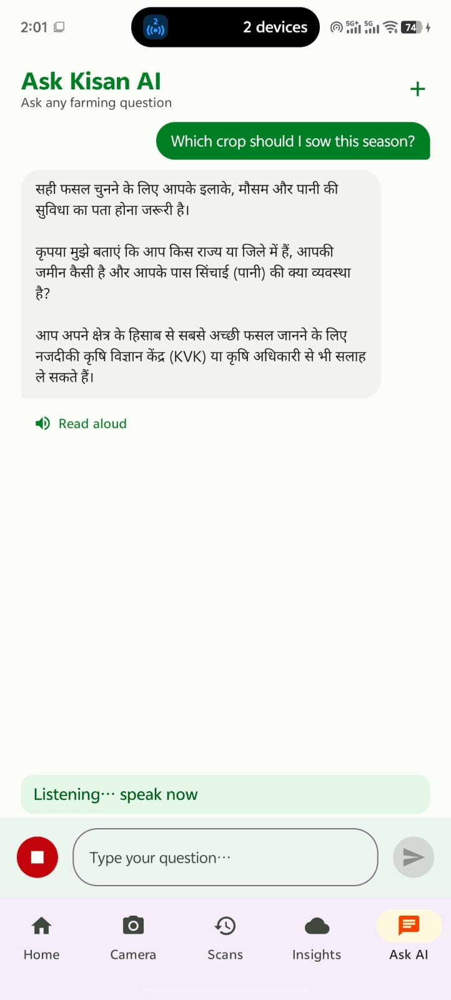 2:01
2
2 devices
5G+
5G
74
Ask Kisan AI
Ask any farming question
Which crop should I sow this season?
सही फसल चुनने के लिए आपके इलाके, मौसम और पानी की
सुविधा का पता होना जरूरी है।
कृपया मुझे बताएं कि आप किस राज्य या जिले में हैं, आपकी
जमीन कैसी है और आपके पास सिंचाई (पानी) की क्या व्यवस्था
है?
आप अपने क्षेत्र के हिसाब से सबसे अच्छी फसल जानने के लिए
नजदीकी कृषि विज्ञान केंद्र (KVK) या कृषि अधिकारी से भी सलाह
ले सकते हैं।
Read aloud
Listening··· speak now
Type your question···
Home
Camera
Scans
Insights
Ask AI